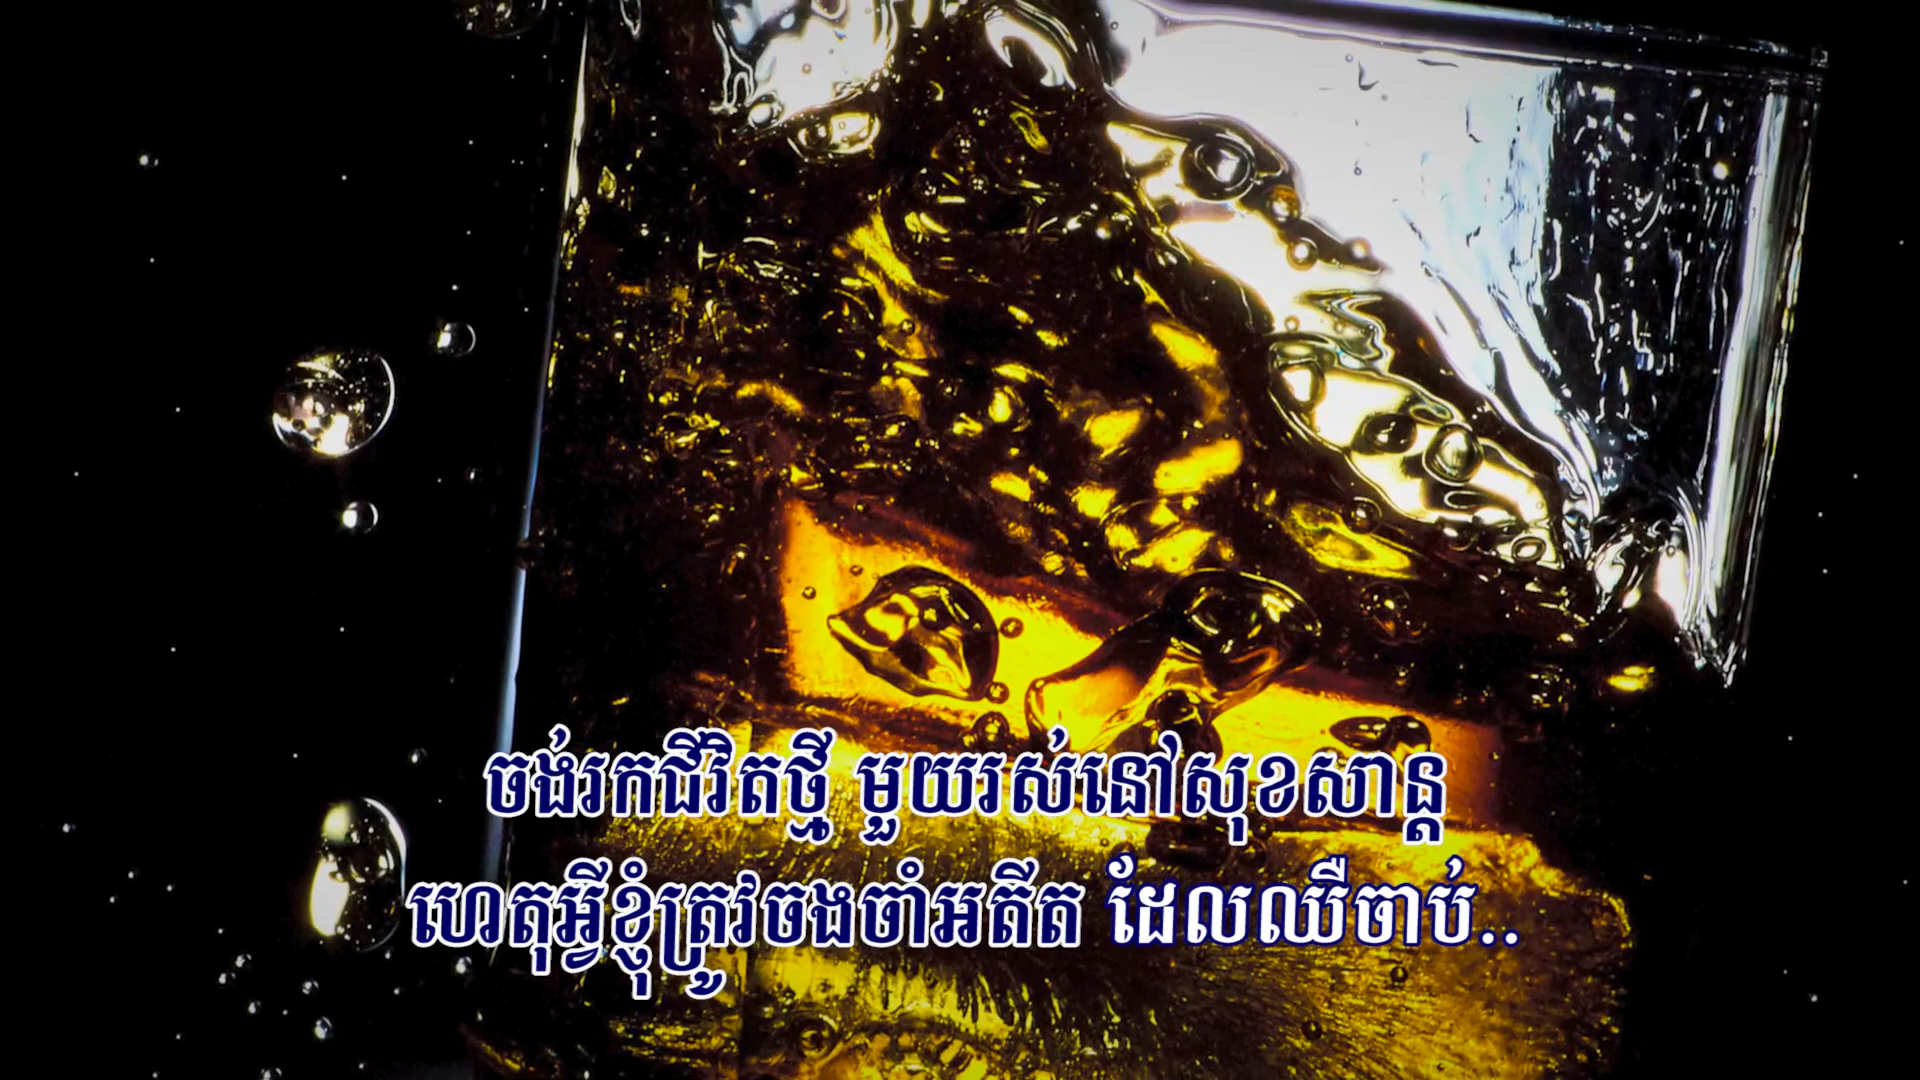 ចង់រកជីវិតថ្មី មួយរស់នៅសុខសាន្ត
ហេតុអ្វីខ្ញុំត្រូវចងចាំអតីត ដែលឈឺចាប់..